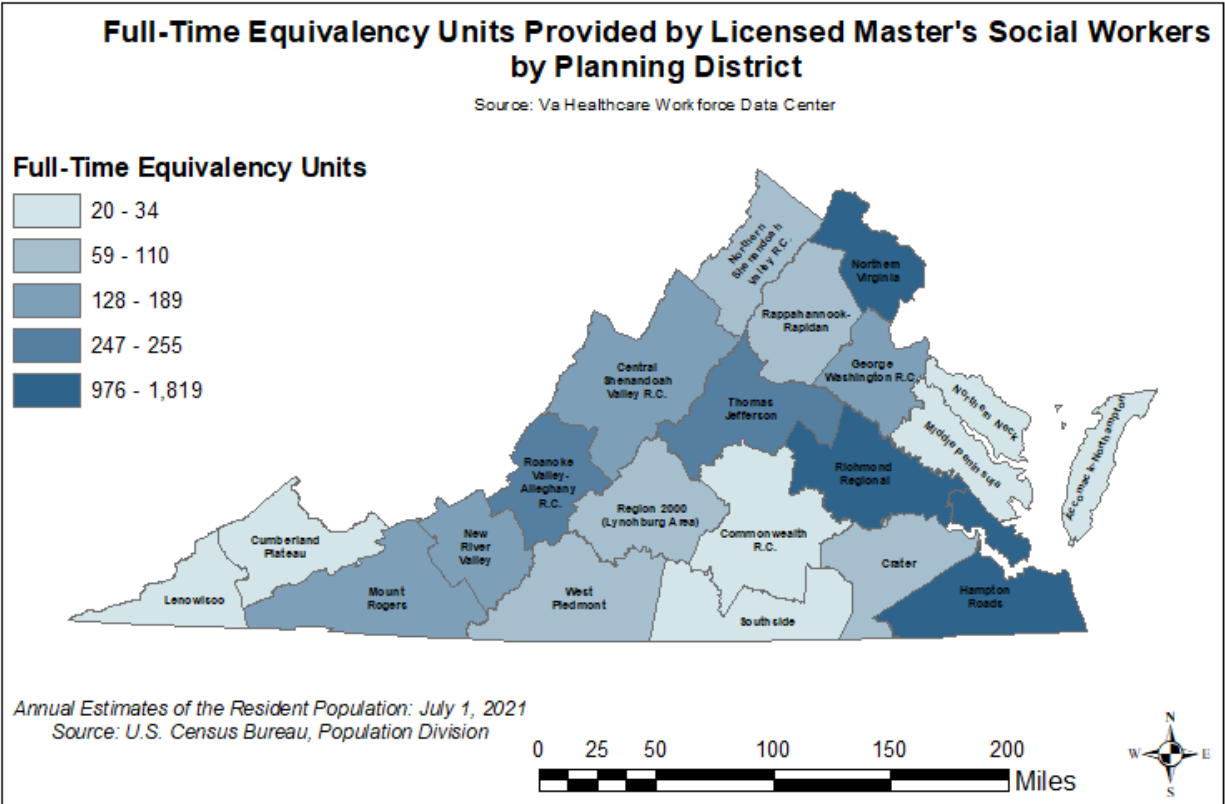 Full-Time Equivalency Units Provided by Licensed Master's Social Workers
by Planning District
Source: Va Healthcare Workforce Data Center
Full-Time Equivalency Units
20 - 34
59 - 110
128 - 189
247 - 255
976 - 1,819
Northern
Shenandoah
Valley R.C.
Northern
Virginia
Rappahannook-
Rapidan
Central
Shenandoah
Valley R.C.
George
Washington R.C.
Northern Neck
Thomas
Jefferson
Middle Peninsura
Accomack-Northampton
Roanoke
Valley-
Alleghany
R.C.
Richmond
Regional
Region 2000
(Lynohburg Area)
Commonwealth
R.C.
Cumberland
Plateau
New
River
Valley
Crater
Lenowisoo
Mount
Rogers
West
Piedmont
Hampton
Roads
Southside
Annual Estimates of the Resident Population: July 1, 2021
Source: U.S. Census Bureau, Population Division
0 25 50 100 150 200
Miles
N
W E
S